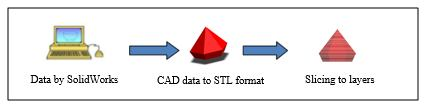 Data by SolidWorks
CAD data to STL format
Slicing to layers